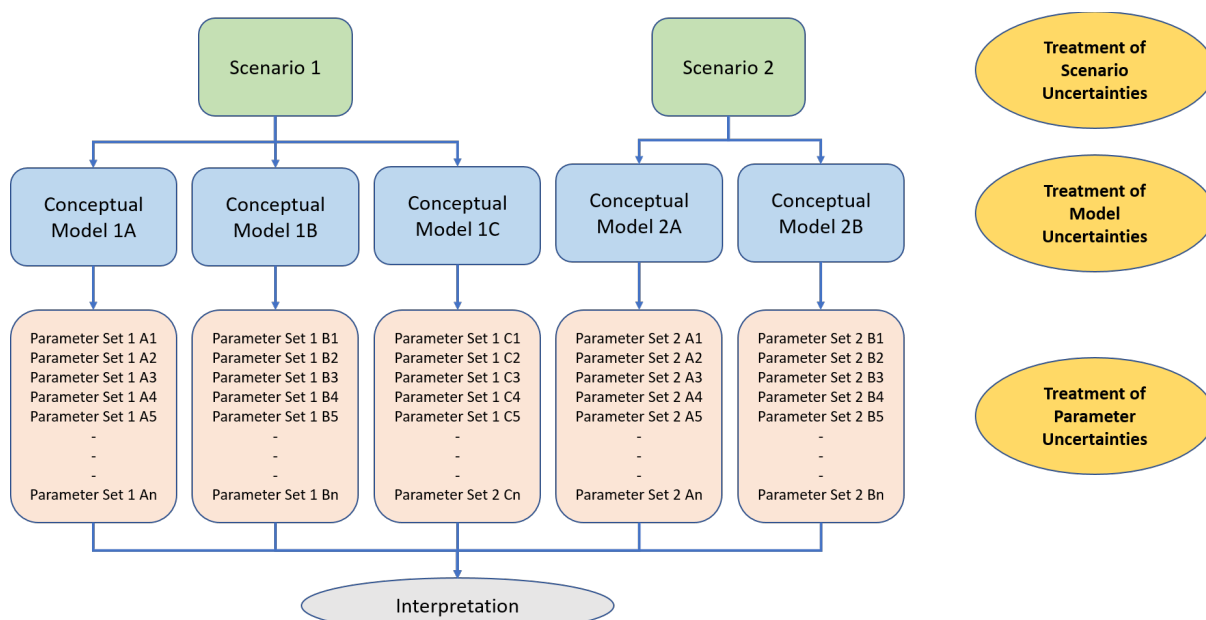 Scenario 1
Scenario 2
Treatment of
Scenario
Uncertainties
Conceptual
Model 1A
Conceptual
Model 1B
Conceptual
Model 1C
Conceptual
Model 2A
Conceptual
Model 2B
Treatment of
Model
Uncertainties
Parameter Set 1 A1
Parameter Set 1 A2
Parameter Set 1 A3
Parameter Set 1 A4
Parameter Set 1 A5
-
-
-
Parameter Set 1 An
Parameter Set 1 B1
Parameter Set 1 B2
Parameter Set 1 B3
Parameter Set 1 B4
Parameter Set 1 B5
-
-
-
Parameter Set 1 Bn
Parameter Set 1 C1
Parameter Set 1 C2
Parameter Set 1 C3
Parameter Set 1 C4
Parameter Set 1 C5
-
-
-
Parameter Set 2 Cn
Parameter Set 2 A1
Parameter Set 2 A2
Parameter Set 2 A3
Parameter Set 2 A4
Parameter Set 2 A5
-
-
-
Parameter Set 2 An
Parameter Set 2 B1
Parameter Set 2 B2
Parameter Set 2 B3
Parameter Set 2 B4
Parameter Set 2 B5
-
-
-
Parameter Set 2 Bn
Treatment of
Parameter
Uncertainties
Interpretation